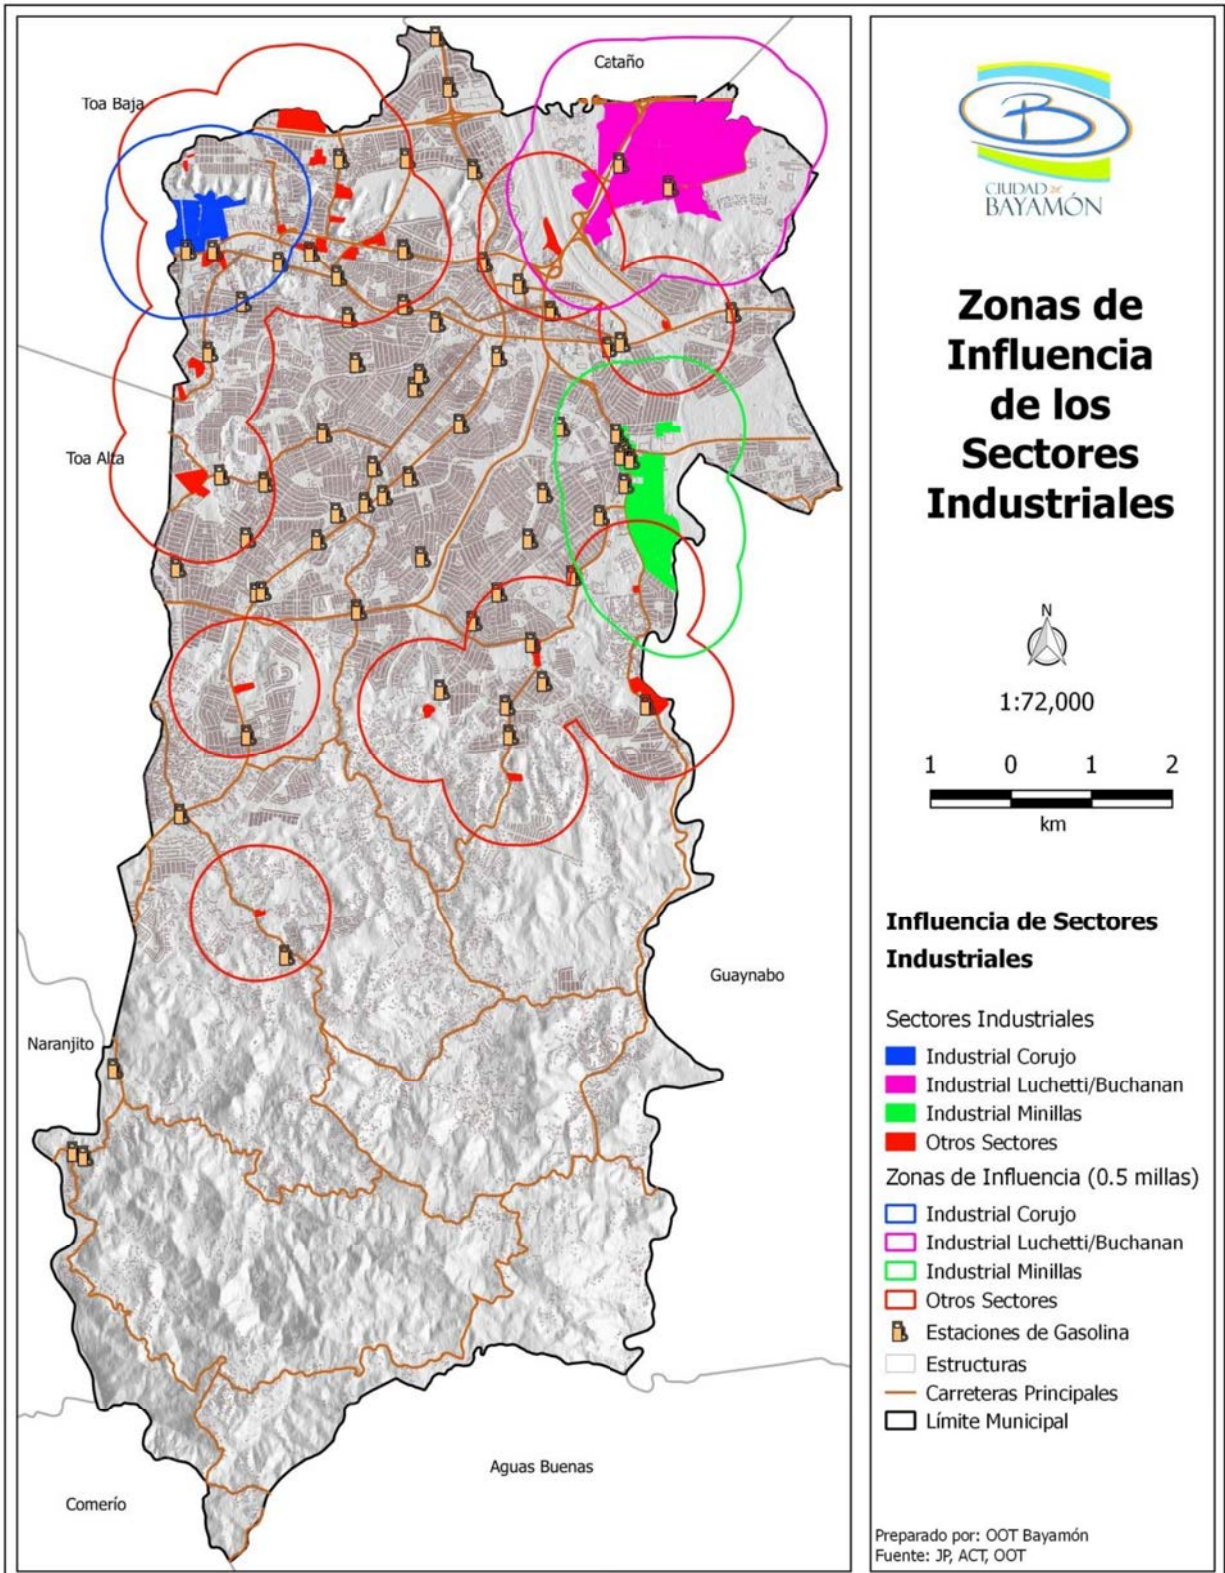 Cataño
Toa Baja
Toa Alta
Guaynabo
Naranjito
Aguas Buenas
Comerío
CIUDAD DE
BAYAMÓN
Zonas de
Influencia
de los
Sectores
Industriales
N
1:72,000
1 0 1 2
km
Influencia de Sectores
Industriales
Sectores Industriales
Industrial Corujo
Industrial Luchetti/Buchanan
Industrial Minillas
Otros Sectores
Zonas de Influencia (0.5 millas)
Industrial Corujo
Industrial Luchetti/Buchanan
Industrial Minillas
Otros Sectores
Estaciones de Gasolina
Estructuras
Carreteras Principales
Límite Municipal
Preparado por: OOT Bayamón
Fuente: JP, ACT, OOT